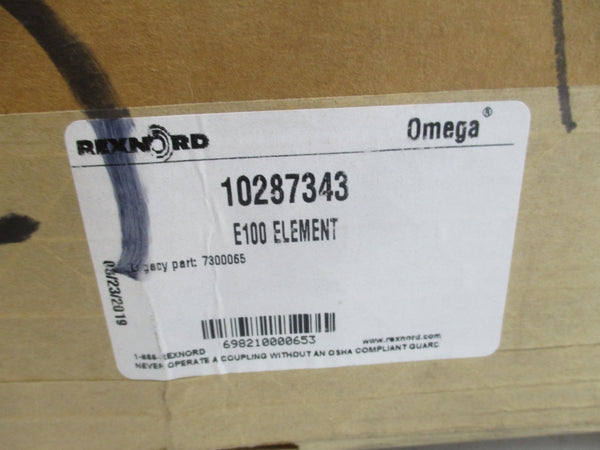 REXNORD
Omega®
10287343
E100 ELEMENT
Legacy part: 7300065
05/23/2019
698210000653
1-866-REXNORD
www.rexnord.com
NEVER OPERATE A COUPLING WITHOUT AN OSHA COMPLIANT GUARD